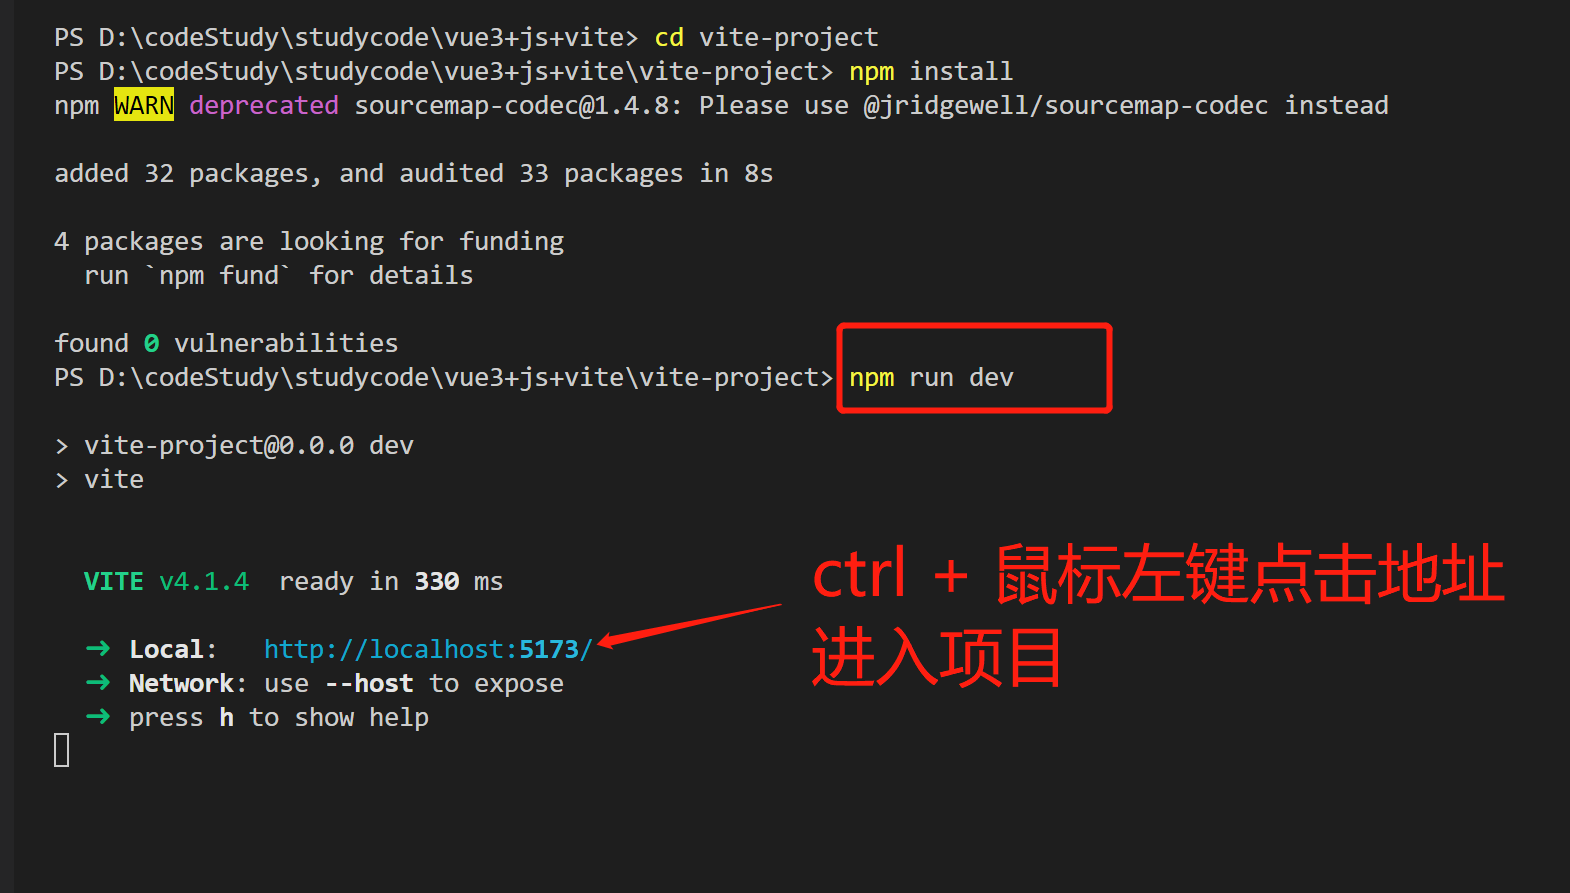 PS D:\codeStudy\studycode\vue3+js+vite> cd vite-project
PS D:\codeStudy\studycode\vue3+js+vite\vite-project> npm install
npm WARN deprecated sourcemap-codec@1.4.8: Please use @jridgewell/sourcemap-codec instead
added 32 packages, and audited 33 packages in 8s
4 packages are looking for funding
  run `npm fund` for details
found 0 vulnerabilities
PS D:\codeStudy\studycode\vue3+js+vite\vite-project> npm run dev
> vite-project@0.0.0 dev
> vite
VITE v4.1.4  ready in 330 ms
➜ Local:   http://localhost:5173/
➜ Network: use --host to expose
➜ press h to show help
ctrl + 鼠标左键点击地址
进入项目